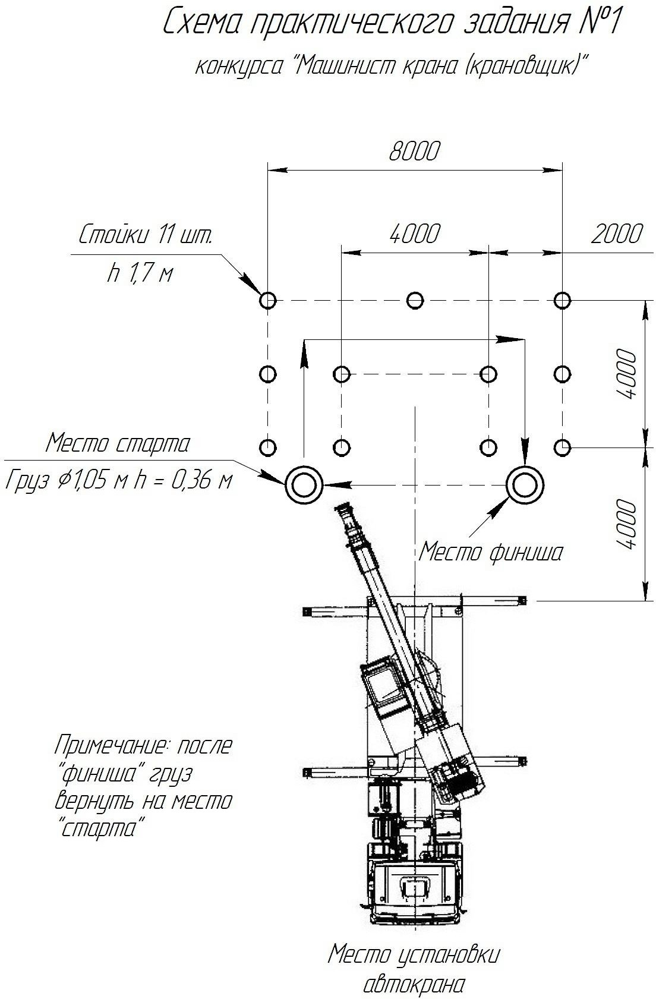 Схема практического задания №1
конкурса "Машинист крана (крановщик)"
8000
Стойки 11 шт.
h 1,7 м
4000
2000
4000
Место старта
Груз ϕ1,05 м h = 0,36 м
4000
Место финиша
Примечание: после
"финиша" груз
вернуть на место
"старта"
Место установки
автокрана